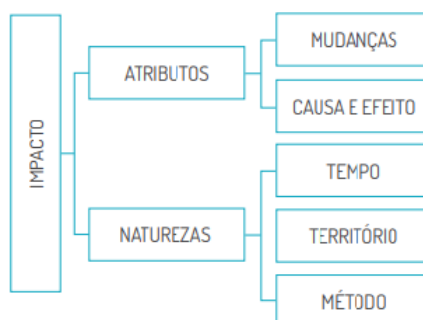 IMPACTO
ATRIBUTOS
MUDANÇAS
CAUSA E EFEITO
NATUREZAS
TEMPO
TERRITÓRIO
MÉTODO